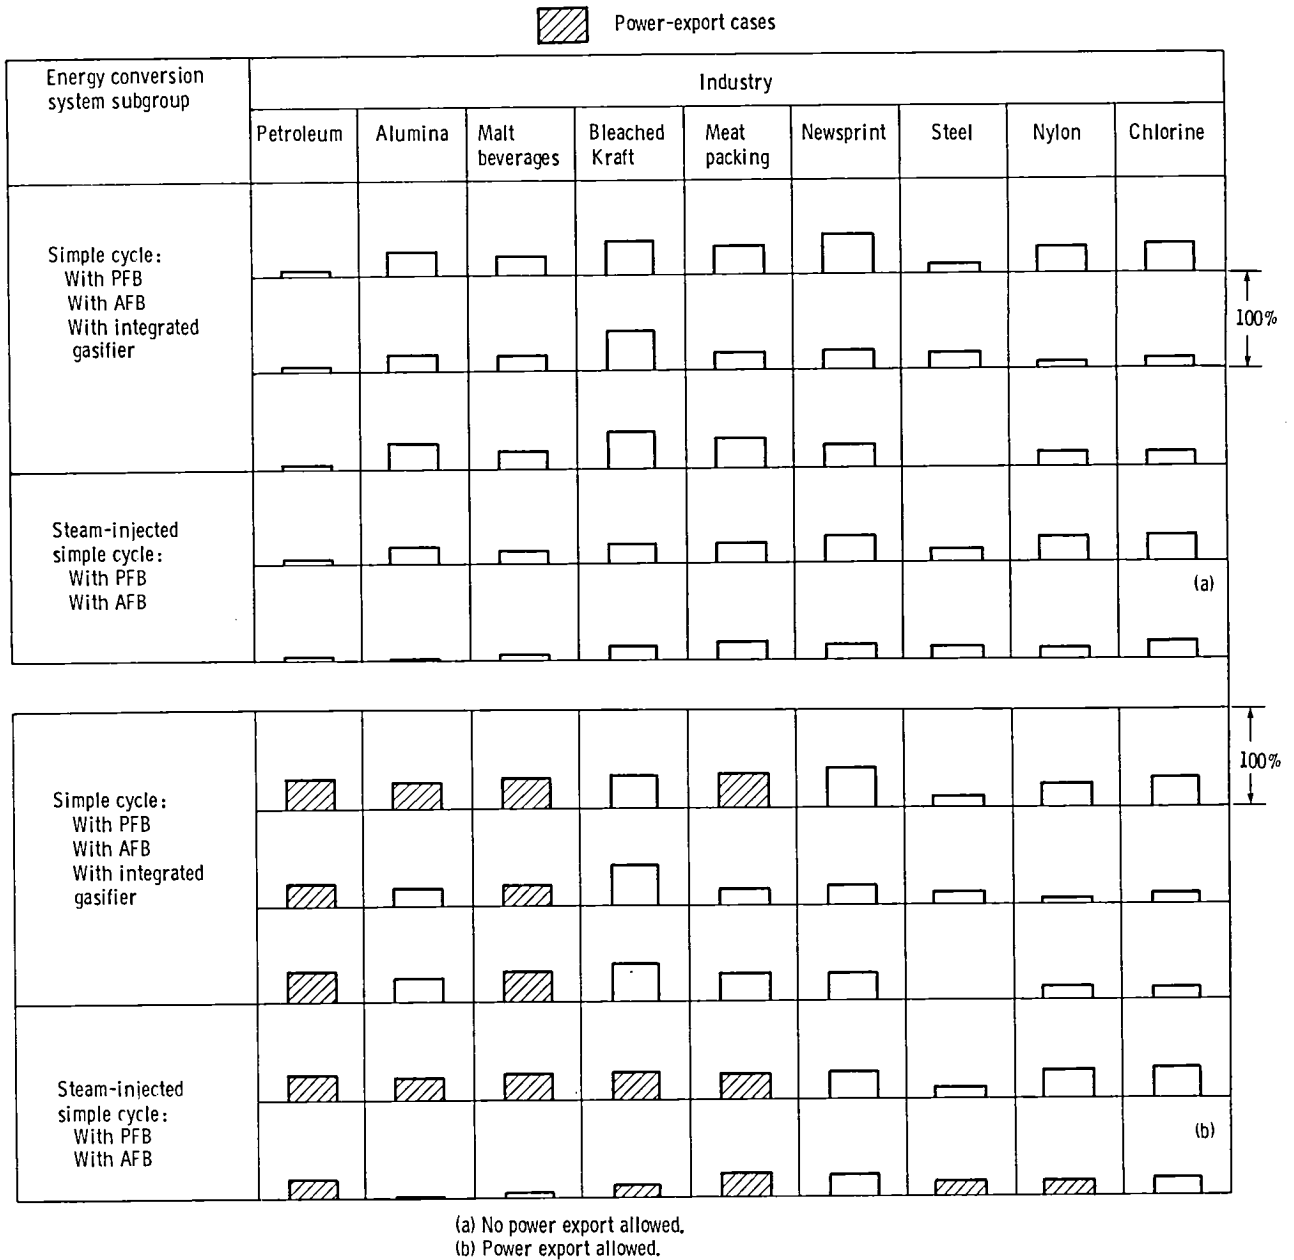 Power-export cases
Energy conversion
system subgroup
Industry
Petroleum
Alumina
Malt
beverages
Bleached
Kraft
Meat
packing
Newsprint
Steel
Nylon
Chlorine
Simple cycle:
With PFB
With AFB
With integrated
gasifier
100%
Steam-injected
simple cycle:
With PFB
With AFB
(a)
100%
Simple cycle:
With PFB
With AFB
With integrated
gasifier
Steam-injected
simple cycle:
With PFB
With AFB
(b)
(a) No power export allowed.
(b) Power export allowed.